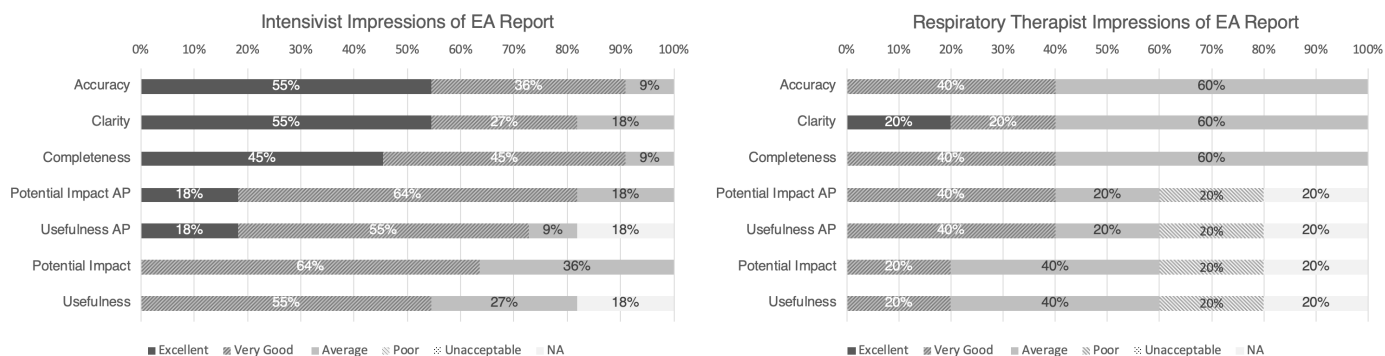 Intensivist Impressions of EA Report
0% 10% 20% 30% 40% 50% 60% 70% 80% 90% 100%
Accuracy 55% 36% 9%
Clarity 55% 27% 18%
Completeness 45% 45% 9%
Potential Impact AP 18% 64% 18%
Usefulness AP 18% 55% 9% 18%
Potential Impact 64% 36%
Usefulness 55% 27% 18%
Excellent Very Good Average Poor Unacceptable NA
Respiratory Therapist Impressions of EA Report
0% 10% 20% 30% 40% 50% 60% 70% 80% 90% 100%
Accuracy 40% 60%
Clarity 20% 20% 60%
Completeness 40% 60%
Potential Impact AP 40% 20% 20% 20%
Usefulness AP 40% 20% 20% 20%
Potential Impact 20% 40% 20% 20%
Usefulness 20% 40% 20% 20%
Excellent Very Good Average Poor Unacceptable NA